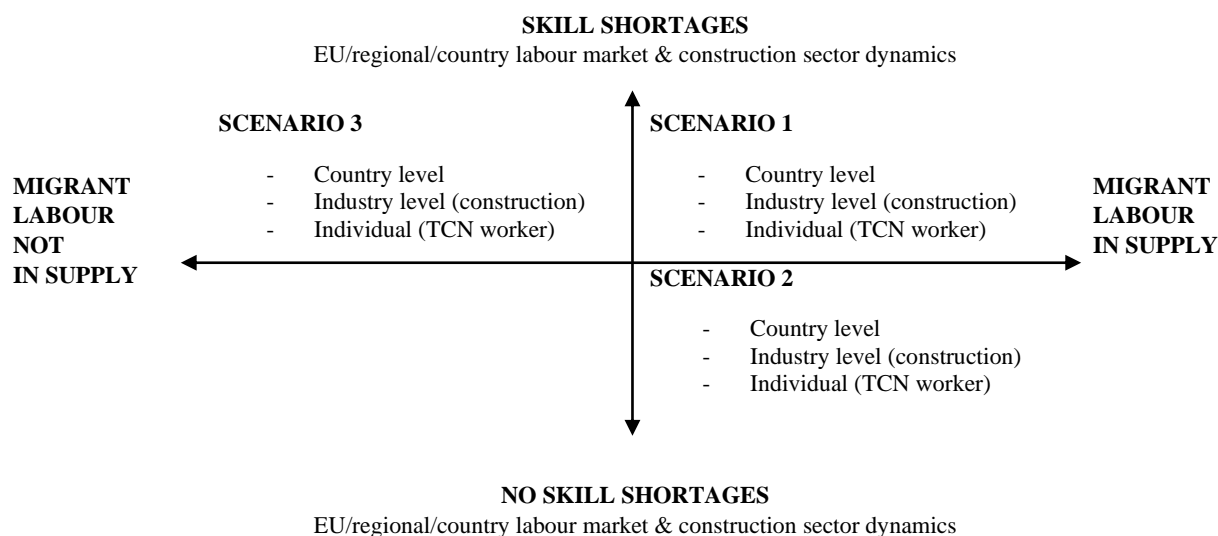 SKILL SHORTAGES
EU/regional/country labour market & construction sector dynamics
SCENARIO 3
- Country level
- Industry level (construction)
- Individual (TCN worker)
SCENARIO 1
- Country level
- Industry level (construction)
- Individual (TCN worker)
MIGRANT
LABOUR
NOT
IN SUPPLY
MIGRANT
LABOUR
IN SUPPLY
SCENARIO 2
- Country level
- Industry level (construction)
- Individual (TCN worker)
NO SKILL SHORTAGES
EU/regional/country labour market & construction sector dynamics